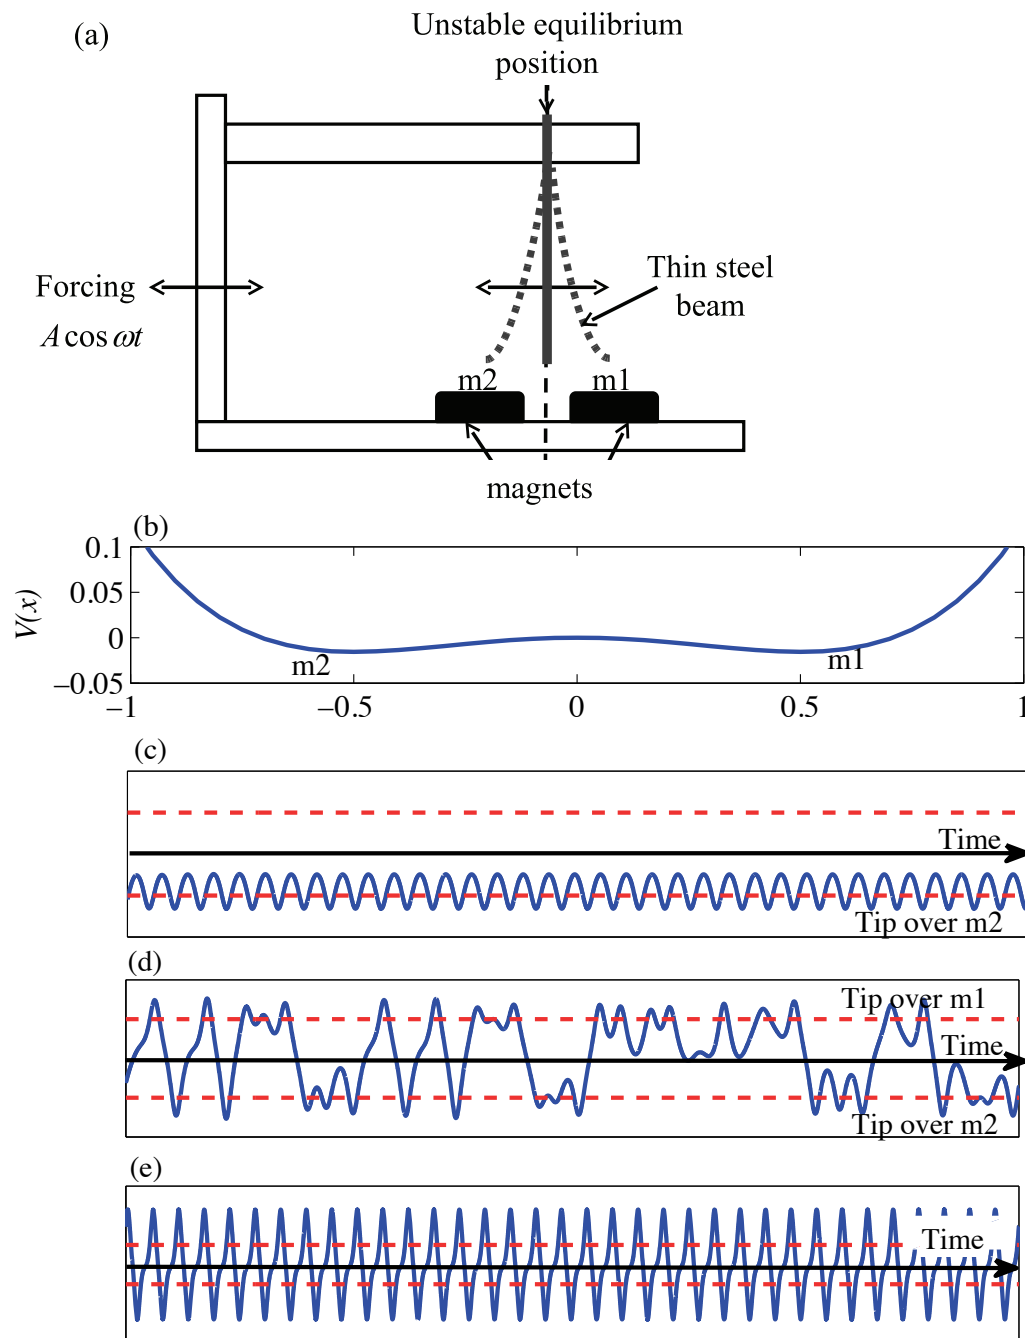 (a)
Unstable equilibrium
position
Forcing
A cos ωt
Thin steel
beam
m2
m1
magnets
(b)
V(x)
0.1
0.05
0
−0.05
m2
m1
−1
−0.5
0
0.5
1
(c)
Time
Tip over m2
(d)
Tip over m1
Time
Tip over m2
(e)
Time